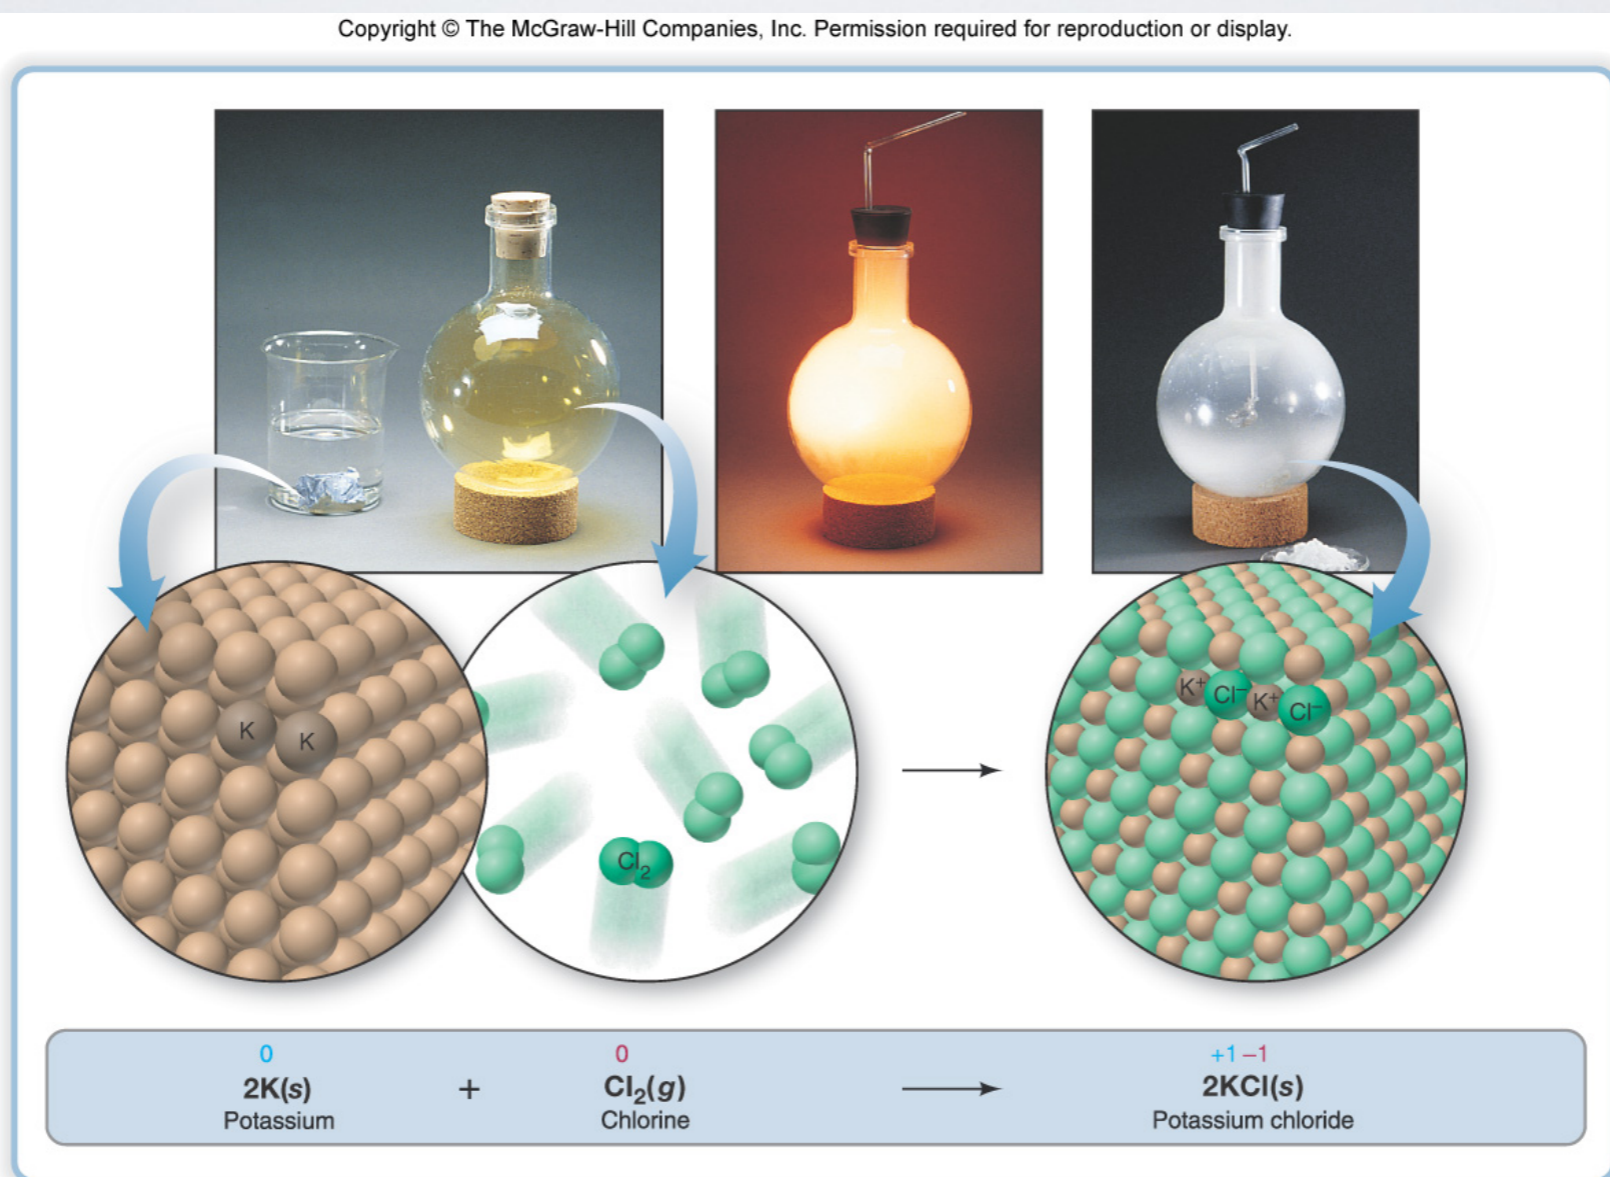 Copyright © The McGraw-Hill Companies, Inc. Permission required for reproduction or display.
K
K
Cl₂
K⁺
Cl⁻
K⁺
Cl⁻
0 0 +1 –1
2K(s) + Cl₂(g) ⟶ 2KCl(s)
Potassium Chlorine Potassium chloride